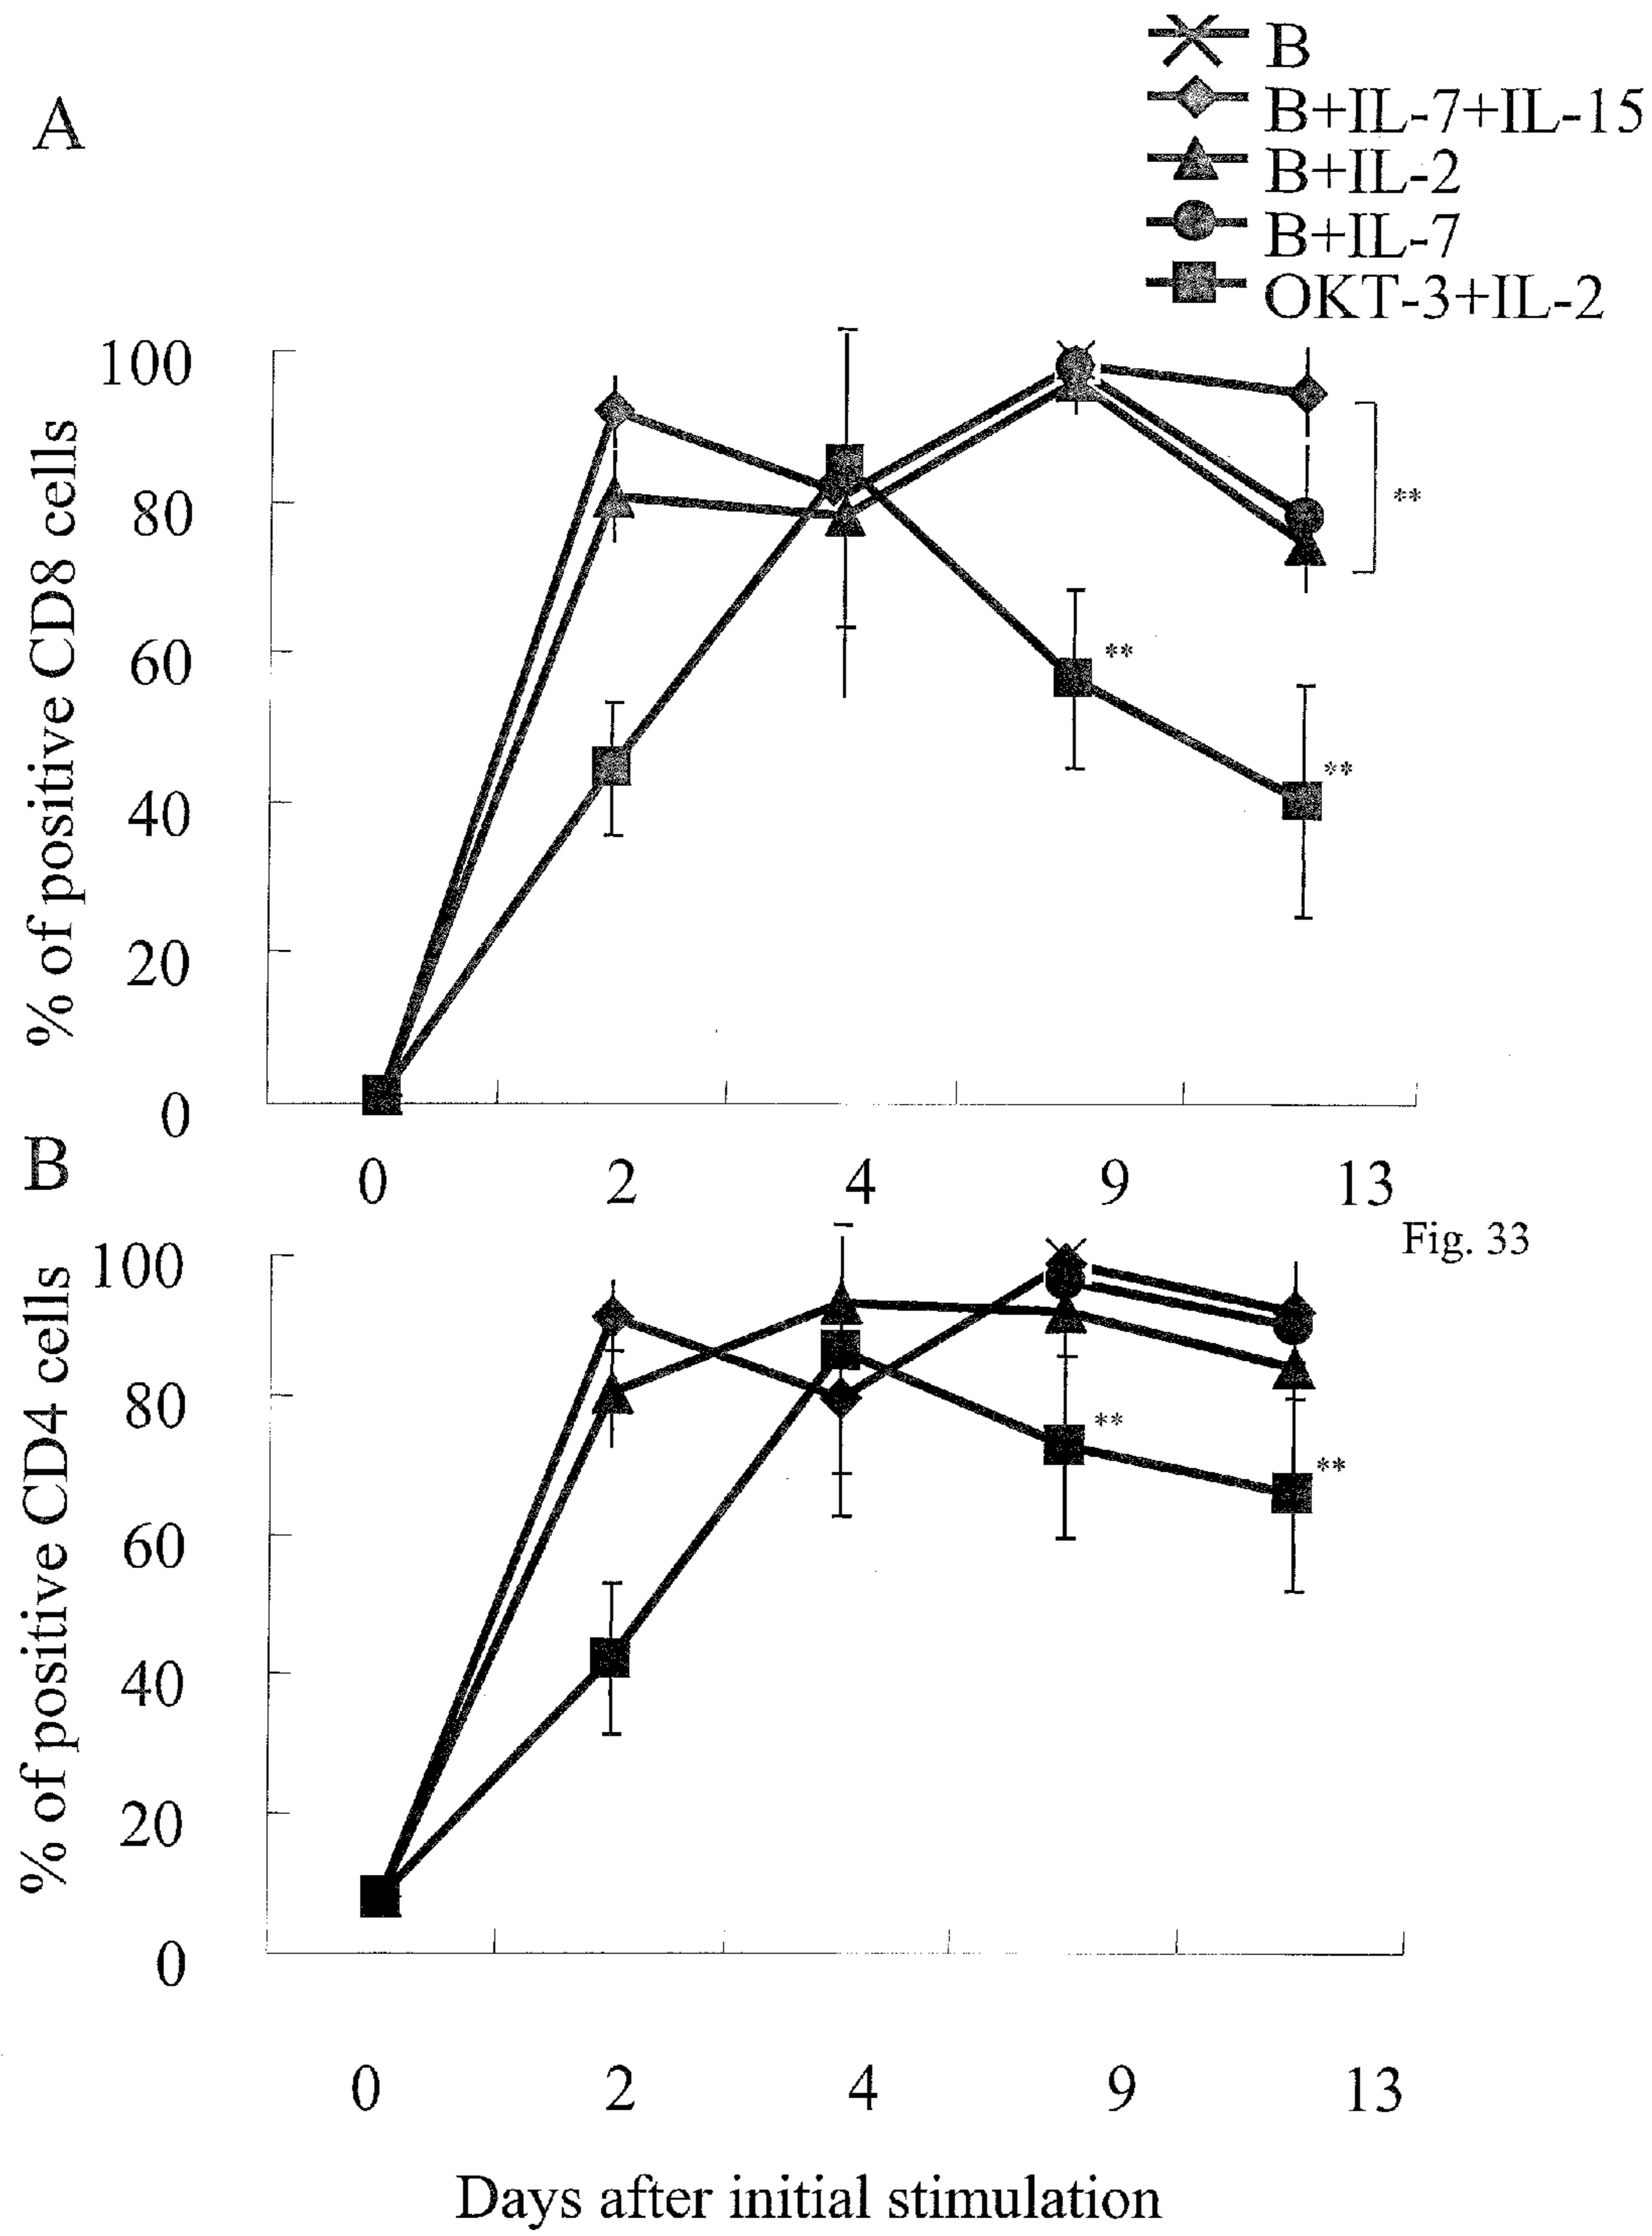 B
B+IL-7+IL-15
B+IL-2
B+IL-7
OKT-3+IL-2
A
% of positive CD8 cells
100
80
60
40
20
0
**
**
**
0 2 4 9 13
Fig. 33
B
% of positive CD4 cells
100
80
60
40
20
0
**
**
0 2 4 9 13
Days after initial stimulation